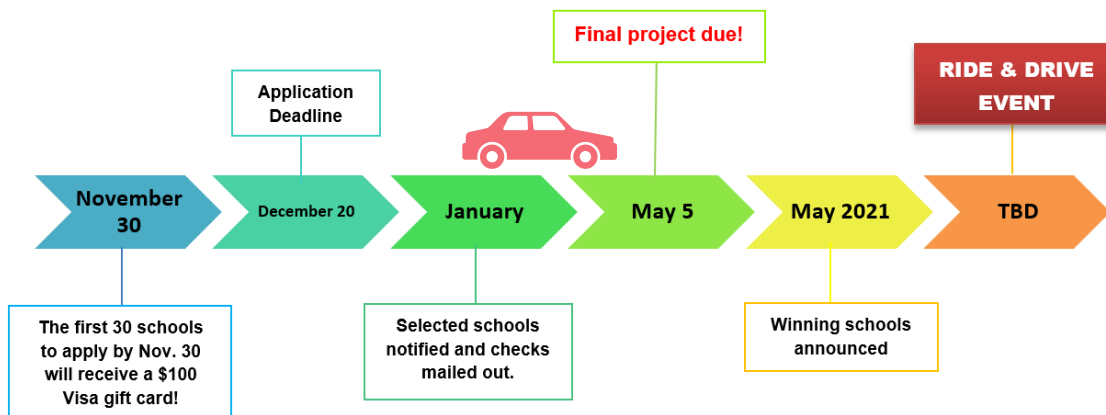 Final project due!
RIDE & DRIVE
EVENT
Application
Deadline
November
30
December 20
January
May 5
May 2021
TBD
The first 30 schools
to apply by Nov. 30
will receive a $100
Visa gift card!
Selected schools
notified and checks
mailed out.
Winning schools
announced